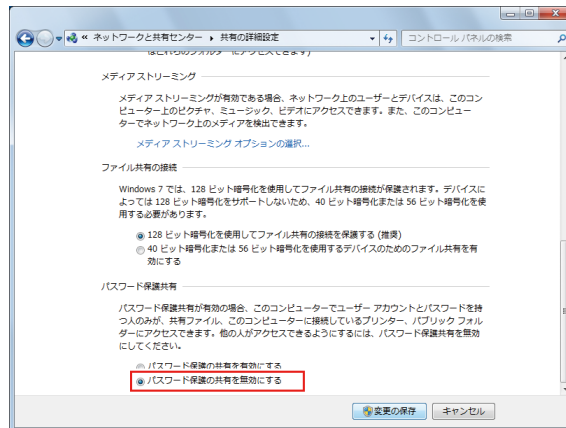 « ネットワークと共有センター ▸ 共有の詳細設定
コントロール パネルの検索
はこれらのフォルダーにアクセスできます)
メディア ストリーミング
メディア ストリーミングが有効である場合、ネットワーク上のユーザーとデバイスは、このコン
ピューター上のピクチャ、ミュージック、ビデオにアクセスできます。また、このコンピュー
ターでネットワーク上のメディアを検出できます。
メディア ストリーミング オプションの選択...
ファイル共有の接続
Windows 7 では、128 ビット暗号化を使用してファイル共有の接続が保護されます。デバイスに
よっては 128 ビット暗号化をサポートしないため、40 ビット暗号化または 56 ビット暗号化を使
用する必要があります。
128 ビット暗号化を使用してファイル共有の接続を保護する (推奨)
40 ビット暗号化または 56 ビット暗号化を使用するデバイスのためのファイル共有を有
効にする
パスワード保護共有
パスワード保護共有が有効の場合、このコンピューターでユーザー アカウントとパスワードを持
つ人のみが、共有ファイル、このコンピューターに接続しているプリンター、パブリック フォル
ダーにアクセスできます。他の人がアクセスできるようにするには、パスワード保護共有を無効
にしてください。
パスワード保護の共有を有効にする
パスワード保護の共有を無効にする
変更の保存
キャンセル